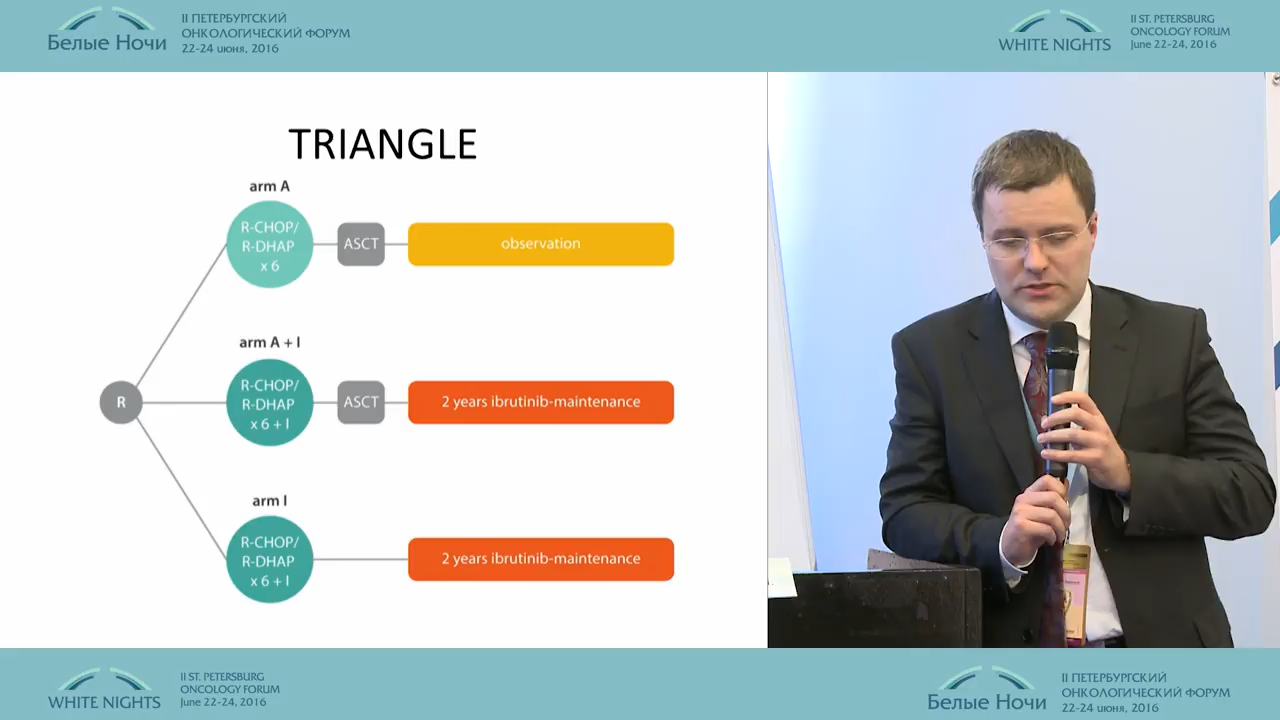 Белые Ночи
II ПЕТЕРБУРГСКИЙ
ОНКОЛОГИЧЕСКИЙ ФОРУМ
22-24 июня, 2016
WHITE NIGHTS
II ST. PETERSBURG
ONCOLOGY FORUM
June 22-24, 2016
TRIANGLE
arm A
R-CHOP/
R-DHAP
x 6
ASCT
observation
arm A + I
R
R-CHOP/
R-DHAP
x 6 + I
ASCT
2 years ibrutinib-maintenance
arm I
R-CHOP/
R-DHAP
x 6 + I
2 years ibrutinib-maintenance
WHITE NIGHTS
II ST. PETERSBURG
ONCOLOGY FORUM
June 22-24, 2016
Белые Ночи
II ПЕТЕРБУРГСКИЙ
ОНКОЛОГИЧЕСКИЙ ФОРУМ
22-24 июня, 2016